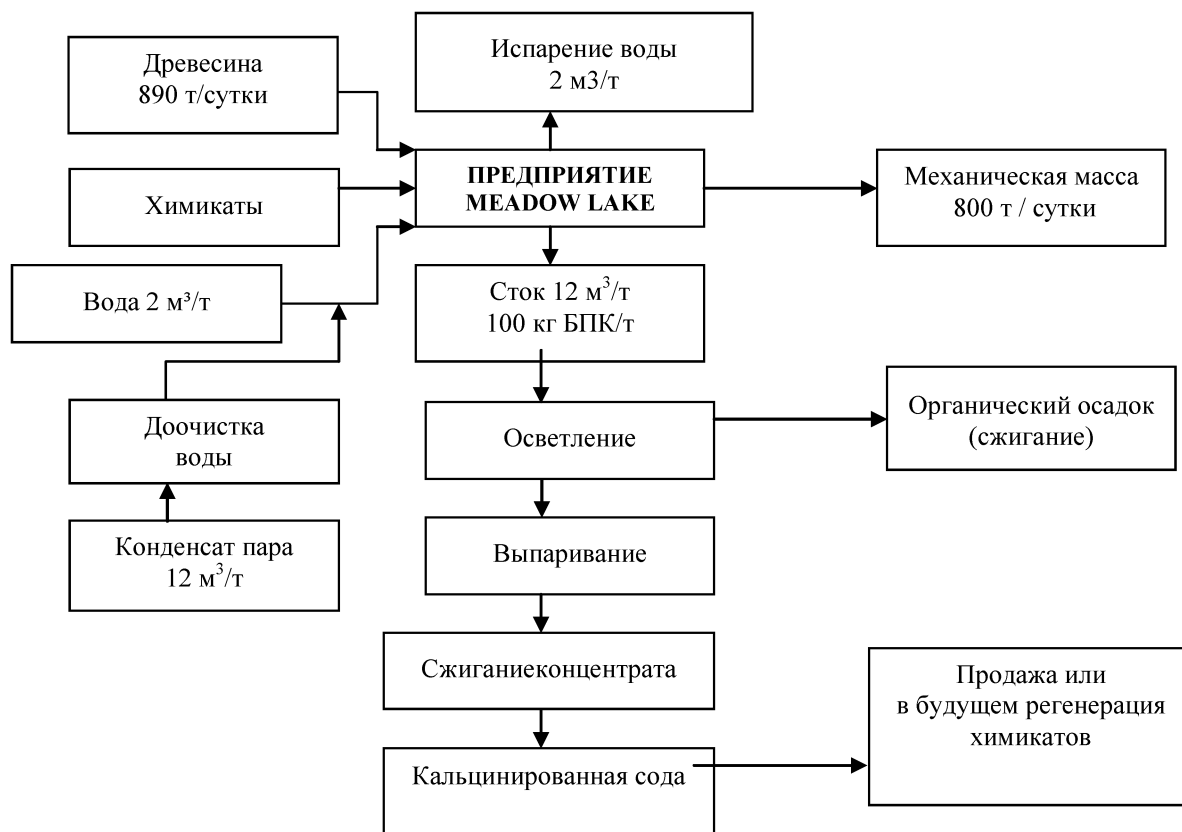 Древесина
890 т/сутки
Испарение воды
2 м3/т
Химикаты
ПРЕДПРИЯТИЕ
MEADOW LAKE
Механическая масса
800 т / сутки
Вода 2 м³/т
Сток 12 м³/т
100 кг БПК/т
Доочистка
воды
Осветление
Органический осадок
(сжигание)
Конденсат пара
12 м³/т
Выпаривание
Сжиганиеконцентрата
Продажа или
в будущем регенерация
химикатов
Кальцинированная сода